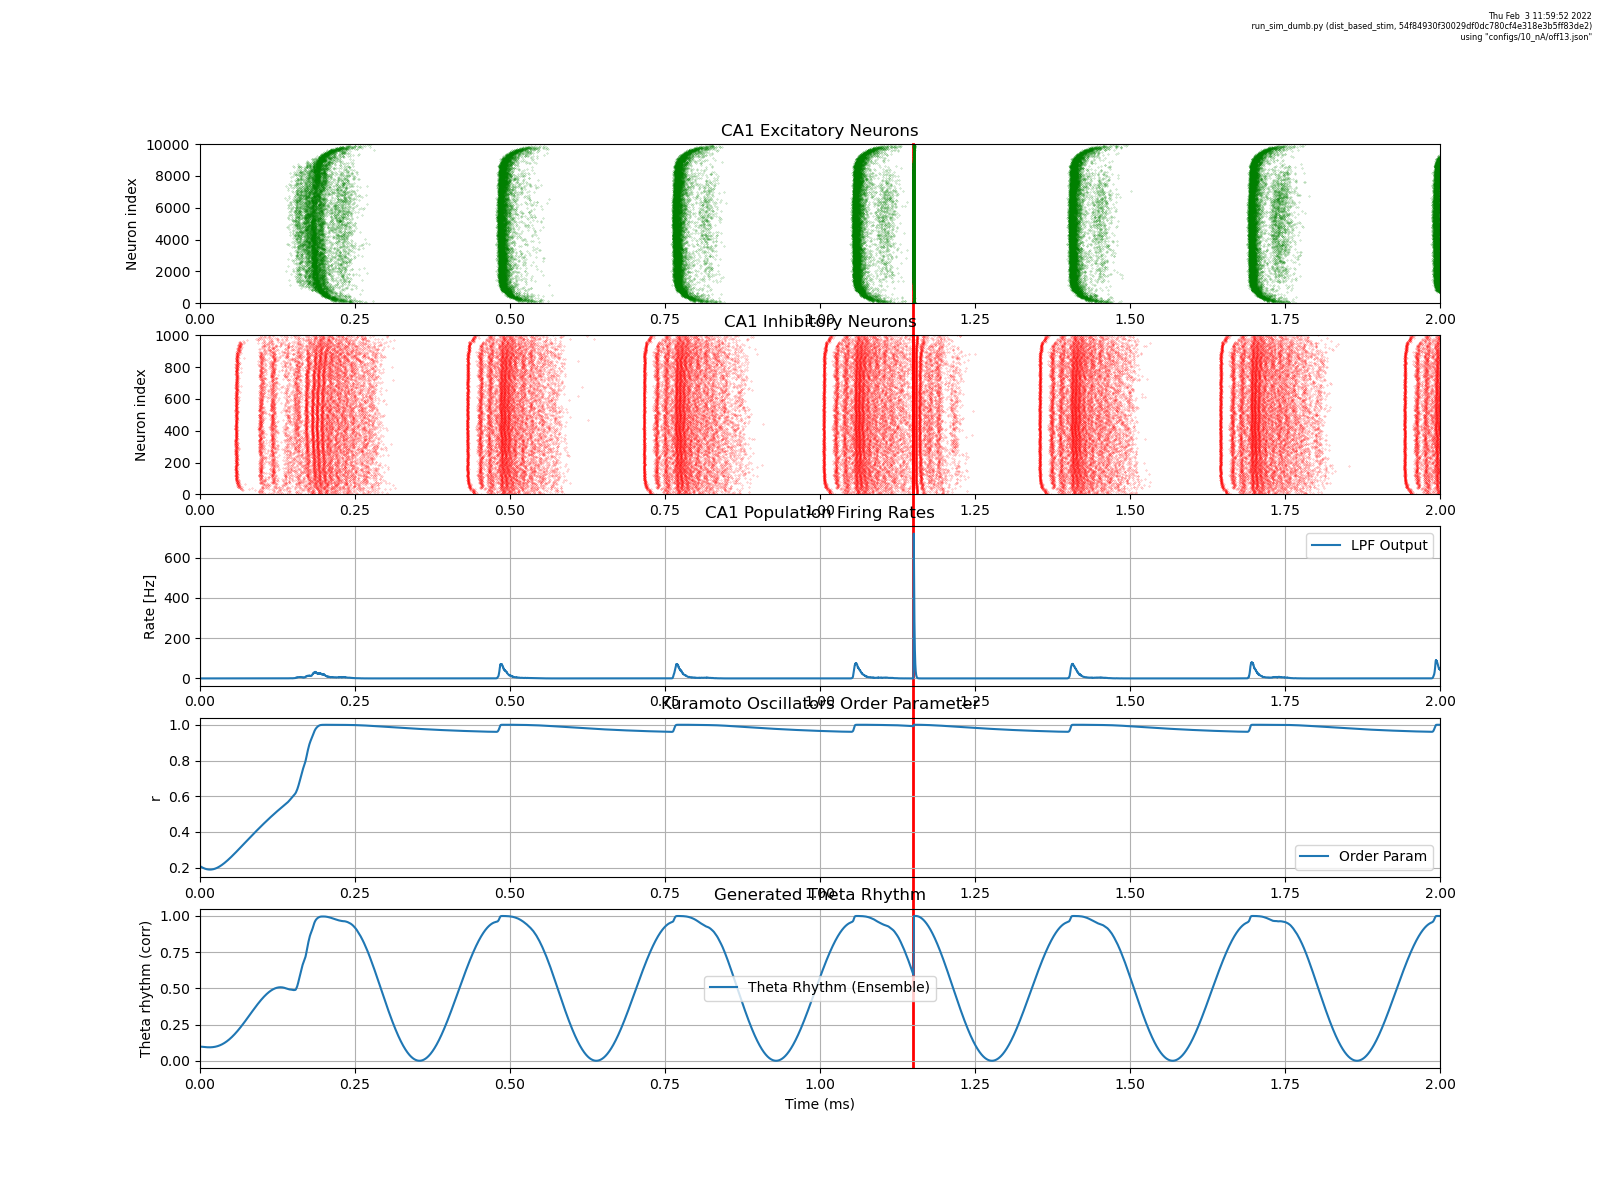 Thu Feb  3 11:59:52 2022
run_sim_dumb.py (dist_based_stim, 54f84930f30029df0dc780cf4e318e3b5ff83de2)
using "configs/10_nA/off13.json"
CA1 Excitatory Neurons
Neuron index
10000
8000
6000
4000
2000
0
0.00 0.25 0.50 0.75 1.00 1.25 1.50 1.75 2.00
CA1 Inhibitory Neurons
Neuron index
1000
800
600
400
200
0
0.00 0.25 0.50 0.75 1.00 1.25 1.50 1.75 2.00
CA1 Population Firing Rates
Rate [Hz]
600
400
200
0
LPF Output
0.00 0.25 0.50 0.75 1.00 1.25 1.50 1.75 2.00
Kuramoto Oscillators Order Parameter
r
1.0
0.8
0.6
0.4
0.2
Order Param
0.00 0.25 0.50 0.75 1.00 1.25 1.50 1.75 2.00
Generated Theta Rhythm
Theta rhythm (corr)
1.00
0.75
0.50
0.25
0.00
Theta Rhythm (Ensemble)
0.00 0.25 0.50 0.75 1.00 1.25 1.50 1.75 2.00
Time (ms)